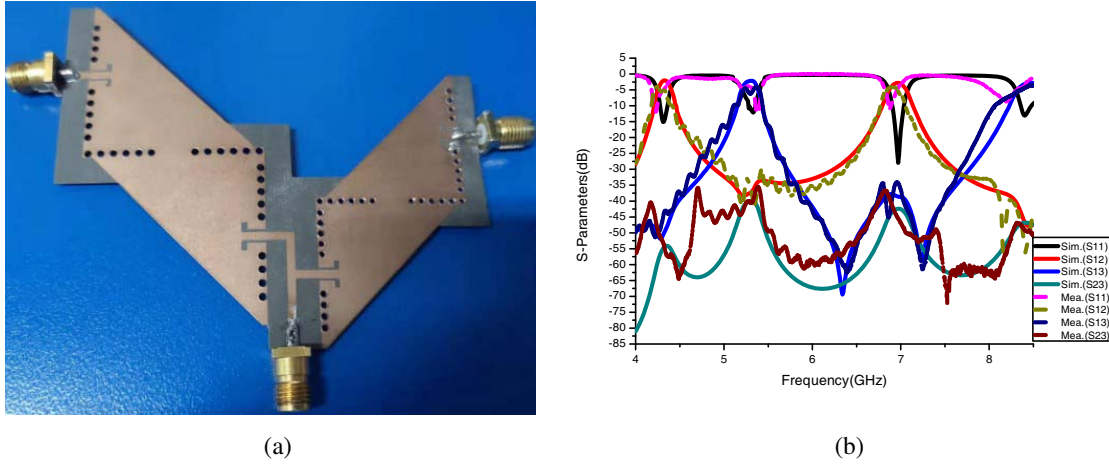 5
0
-5
-10
-15
-20
-25
-30
-35
-40
-45
-50
-55
-60
-65
-70
-75
-80
-85
S-Parameters(dB)
4 5 6 7 8
Frequency(GHz)
Sim.(S11)
Sim.(S12)
Sim.(S13)
Sim.(S23)
Mea.(S11)
Mea.(S12)
Mea.(S13)
Mea.(S23)
(a) (b)